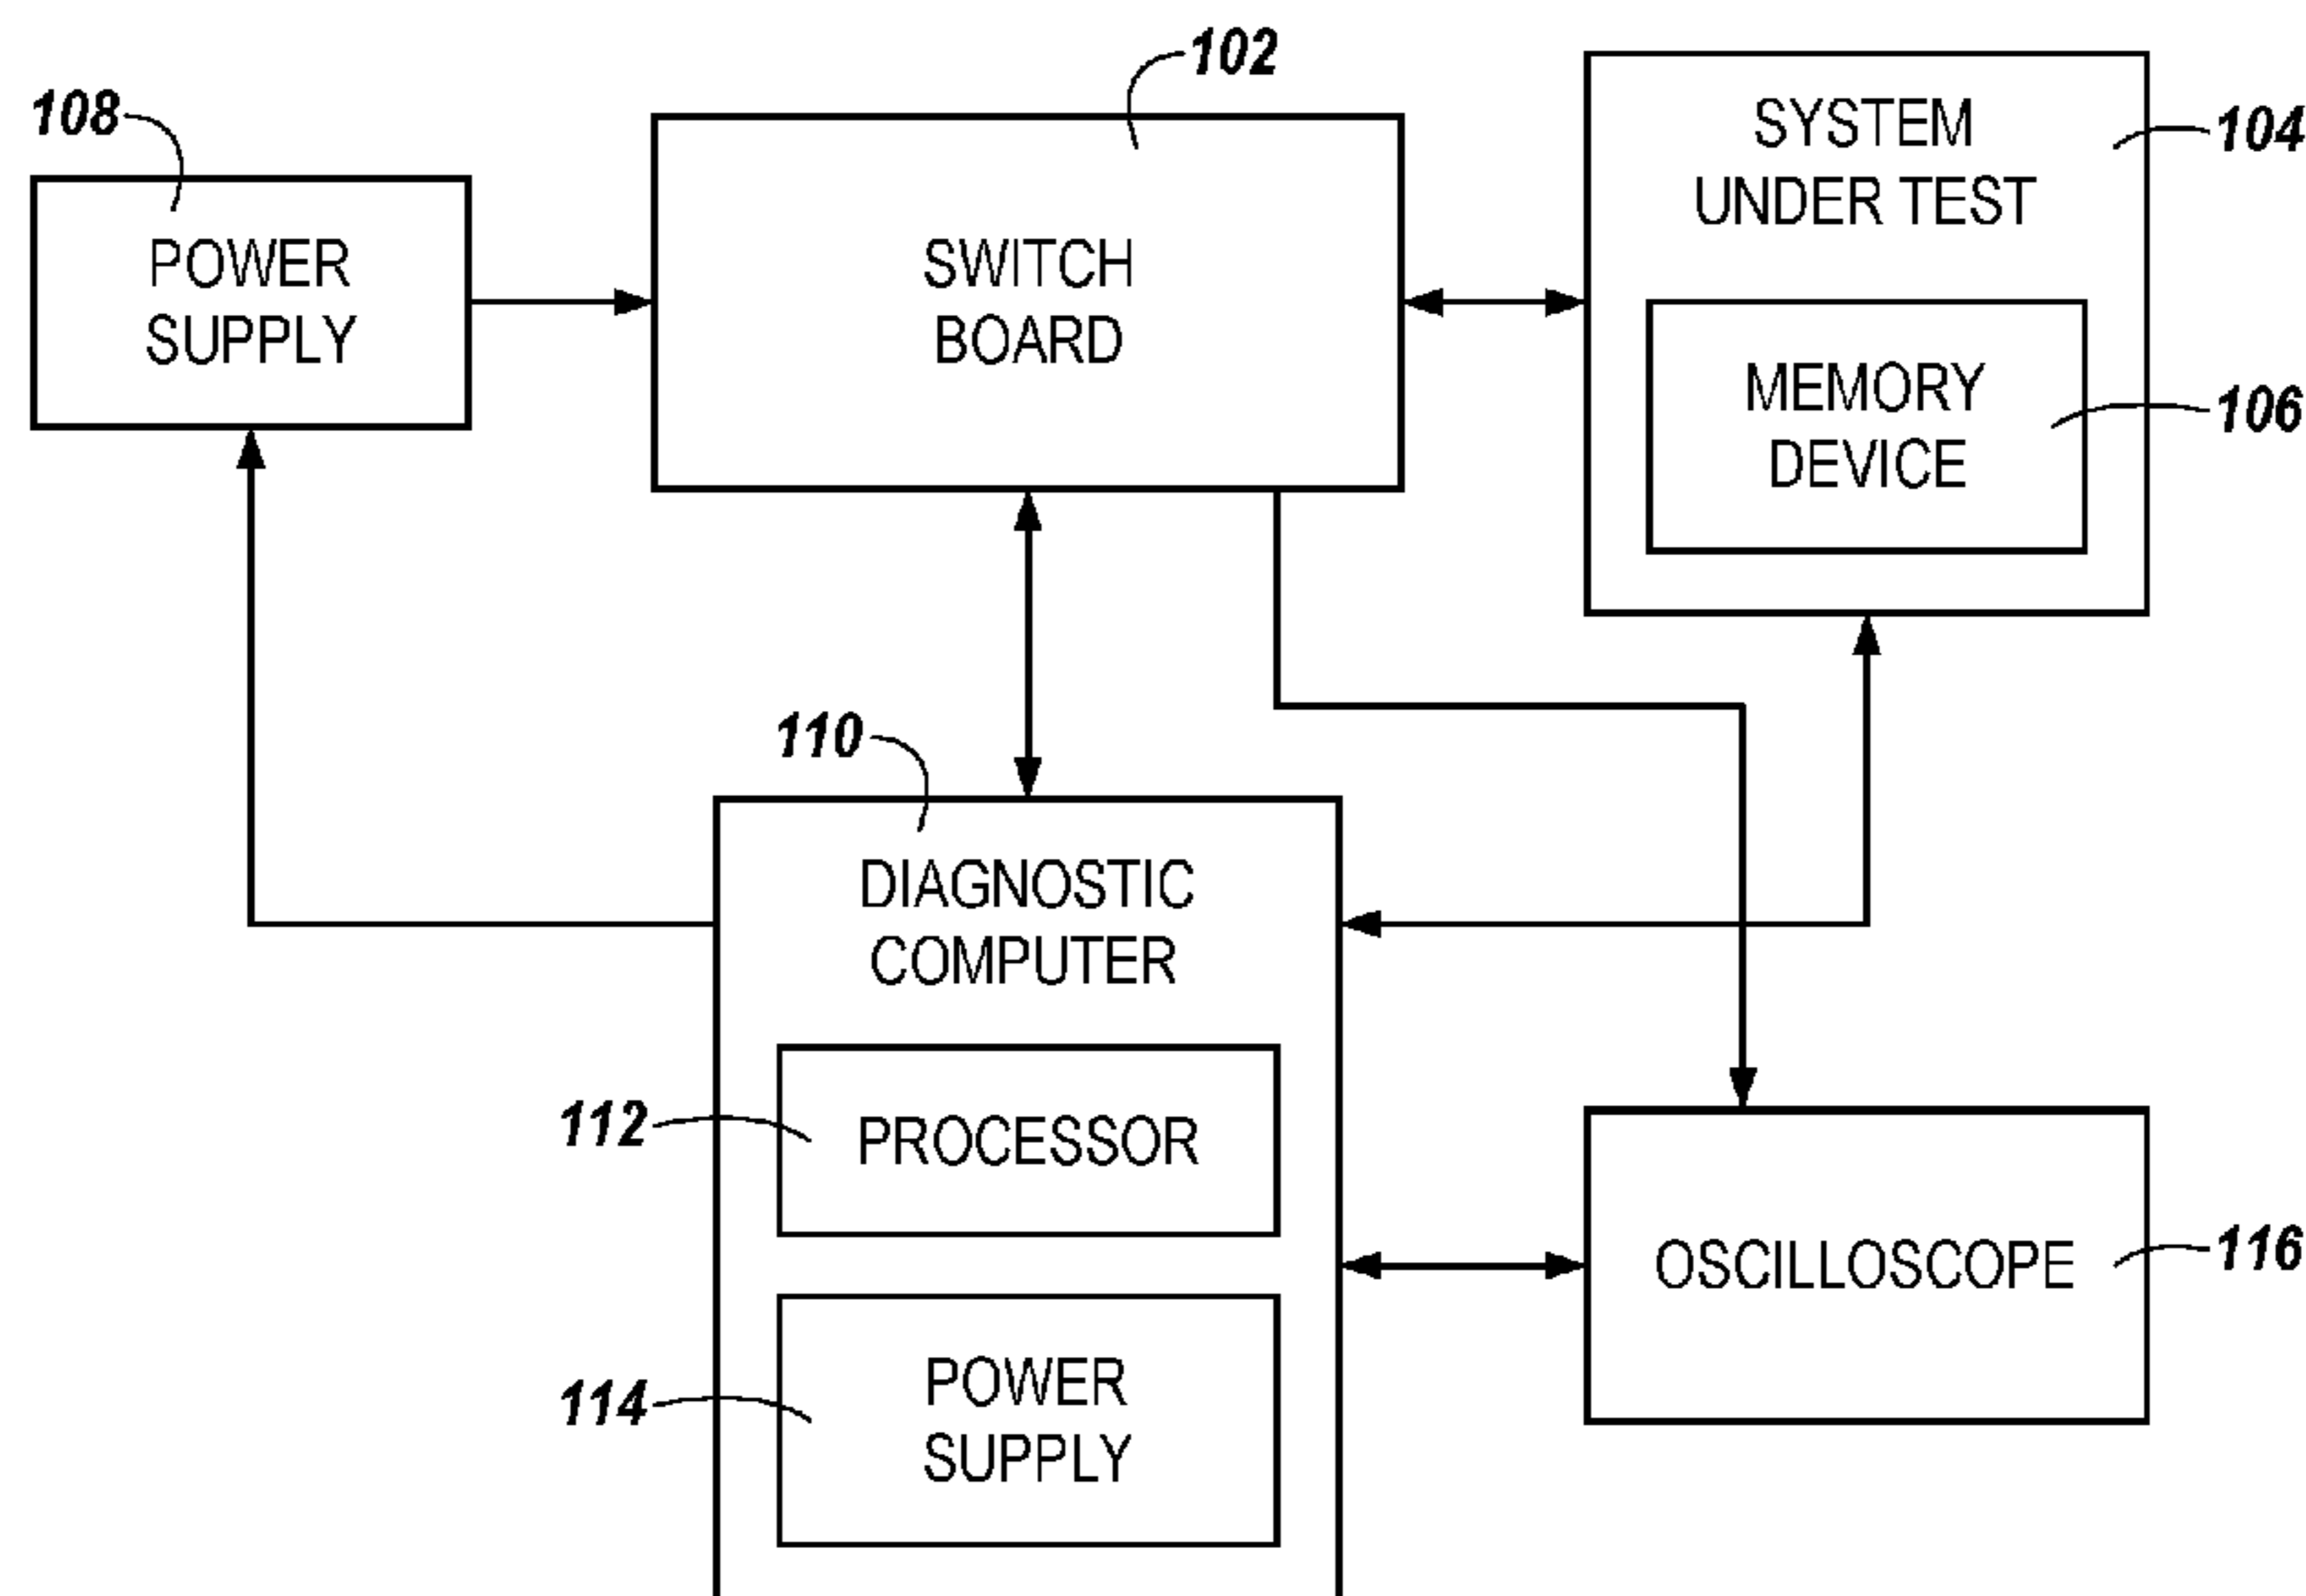 102
108
104
SYSTEM
UNDER TEST
POWER
SUPPLY
SWITCH
BOARD
MEMORY
DEVICE
106
110
DIAGNOSTIC
COMPUTER
112
PROCESSOR
OSCILLOSCOPE
116
114
POWER
SUPPLY